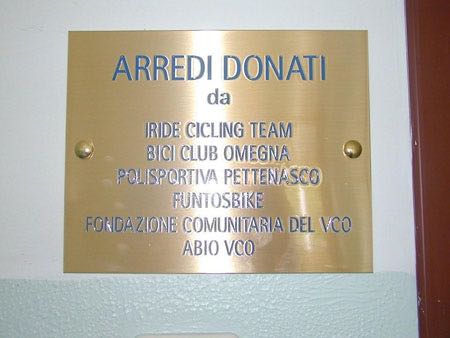 ARREDI DONATI
da
IRIDE CICLING TEAM
BICI CLUB OMEGNA
POLISPORTIVA PETTENASCO
FUNTOSBIKE
FONDAZIONE COMUNITARIA DEL VCO
ABIO VCO